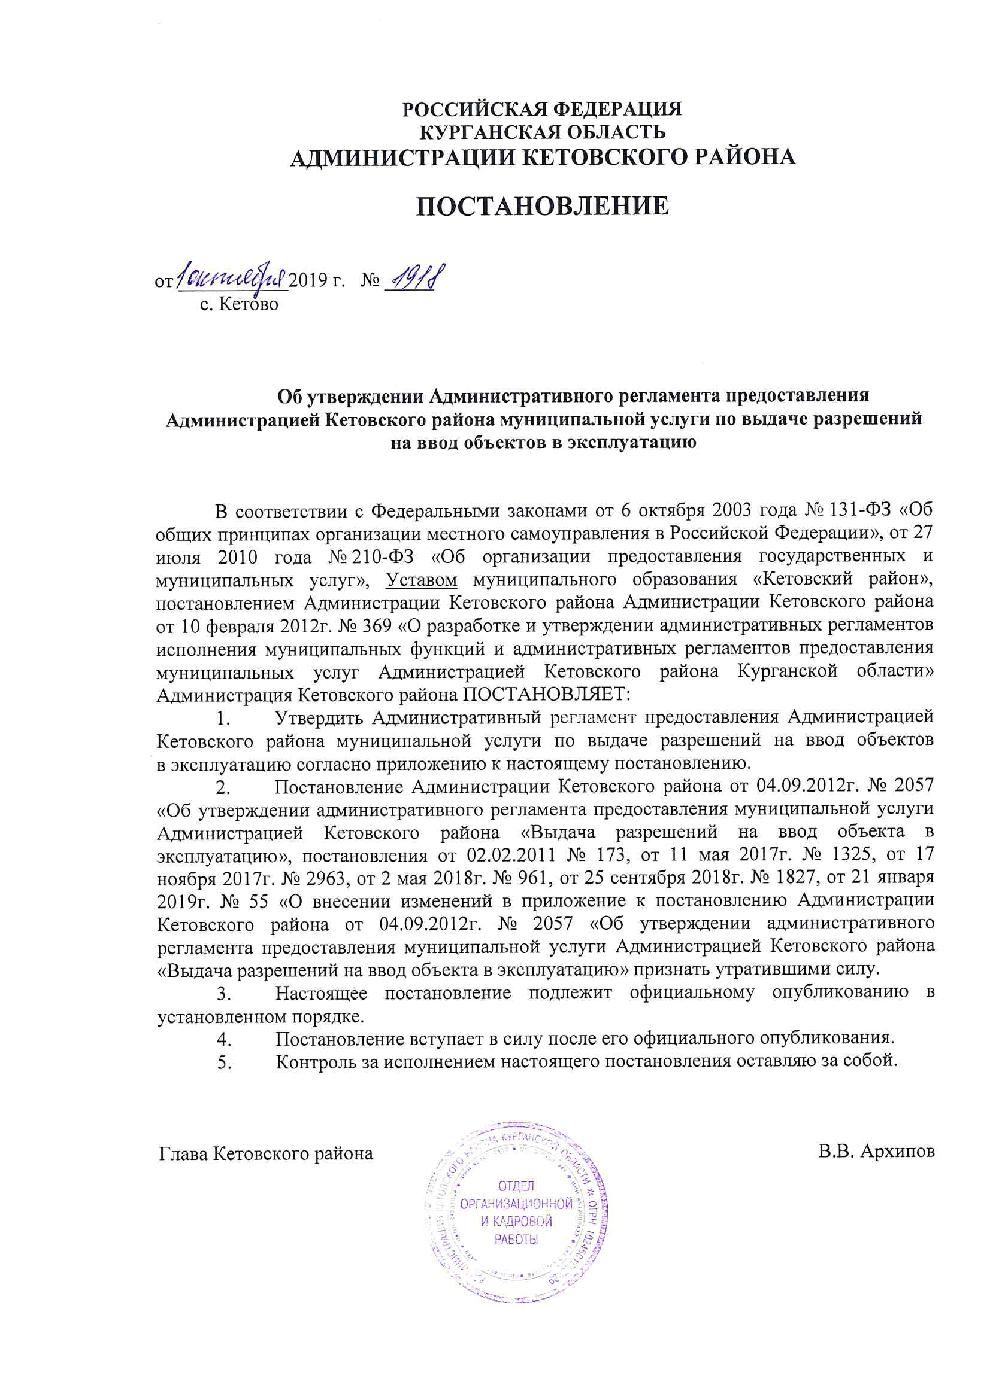 РОССИЙСКАЯ ФЕДЕРАЦИЯ
КУРГАНСКАЯ ОБЛАСТЬ
АДМИНИСТРАЦИИ КЕТОВСКОГО РАЙОНА
ПОСТАНОВЛЕНИЕ
от 1 октября 2019 г. № 1918
с. Кетово
Об утверждении Административного регламента предоставления
Администрацией Кетовского района муниципальной услуги по выдаче разрешений
на ввод объектов в эксплуатацию
В соответствии с Федеральными законами от 6 октября 2003 года № 131-ФЗ «Об
общих принципах организации местного самоуправления в Российской Федерации», от 27
июля 2010 года № 210-ФЗ «Об организации предоставления государственных и
муниципальных услуг», Уставом муниципального образования «Кетовский район»,
постановлением Администрации Кетовского района Администрации Кетовского района
от 10 февраля 2012г. № 369 «О разработке и утверждении административных регламентов
исполнения муниципальных функций и административных регламентов предоставления
муниципальных услуг Администрацией Кетовского района Курганской области»
Администрация Кетовского района ПОСТАНОВЛЯЕТ:
1. Утвердить Административный регламент предоставления Администрацией
Кетовского района муниципальной услуги по выдаче разрешений на ввод объектов
в эксплуатацию согласно приложению к настоящему постановлению.
2. Постановление Администрации Кетовского района от 04.09.2012г. № 2057
«Об утверждении административного регламента предоставления муниципальной услуги
Администрацией Кетовского района «Выдача разрешений на ввод объекта в
эксплуатацию», постановления от 02.02.2011 № 173, от 11 мая 2017г. № 1325, от 17
ноября 2017г. № 2963, от 2 мая 2018г. № 961, от 25 сентября 2018г. № 1827, от 21 января
2019г. № 55 «О внесении изменений в приложение к постановлению Администрации
Кетовского района от 04.09.2012г. № 2057 «Об утверждении административного
регламента предоставления муниципальной услуги Администрацией Кетовского района
«Выдача разрешений на ввод объекта в эксплуатацию» признать утратившими силу.
3. Настоящее постановление подлежит официальному опубликованию в
установленном порядке.
4. Постановление вступает в силу после его официального опубликования.
5. Контроль за исполнением настоящего постановления оставляю за собой.
Глава Кетовского района В.В. Архипов
КУРГАНСКОЙ ОБЛАСТИ ОГРН
ОТДЕЛ
ОРГАНИЗАЦИОННОЙ
И КАДРОВОЙ
РАБОТЫ